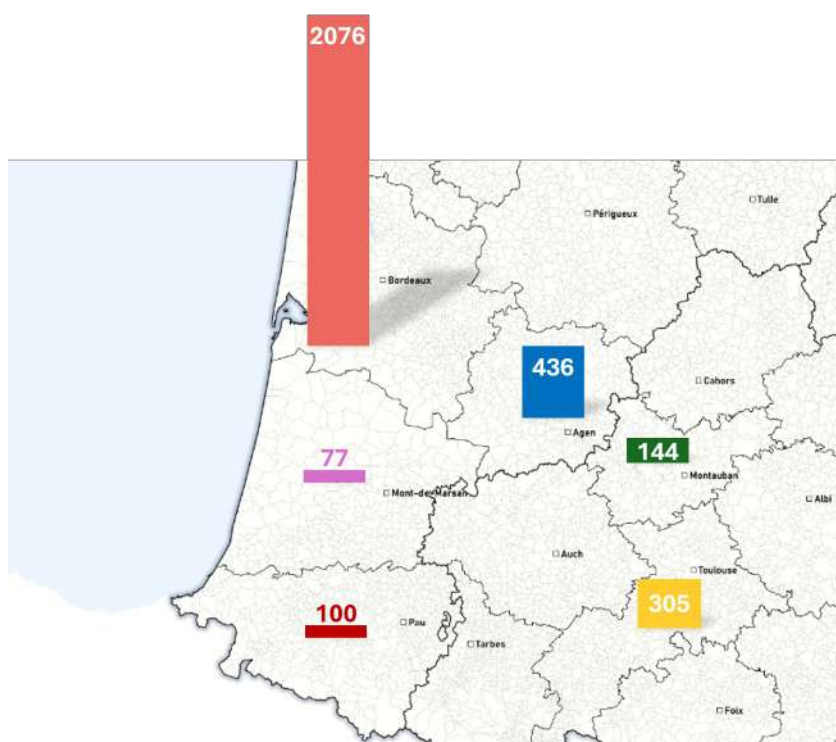 2076
Tulle
Périgueux
Bordeaux
436
Cahors
Agen
144
77
Montauban
Mont-de-Marsan
Albi
Auch
Toulouse
305
100
Pau
Tarbes
Foix